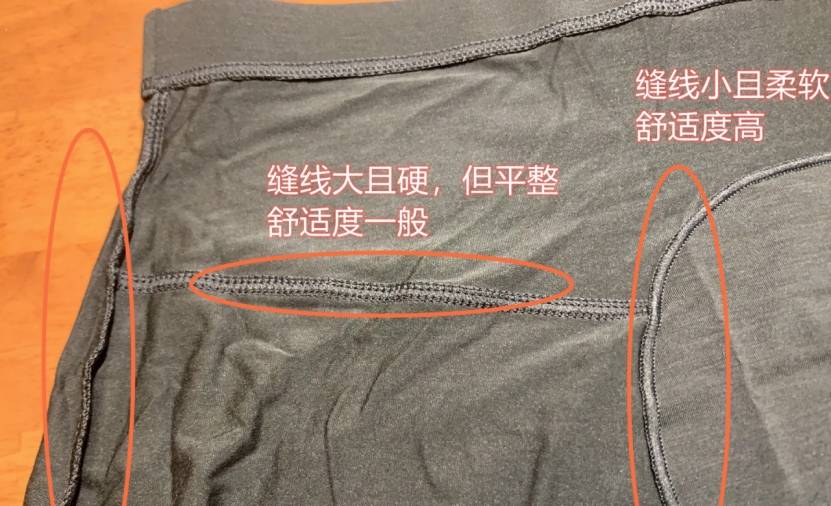 缝线小且柔软
舒适度高
缝线大且硬，但平整
舒适度一般